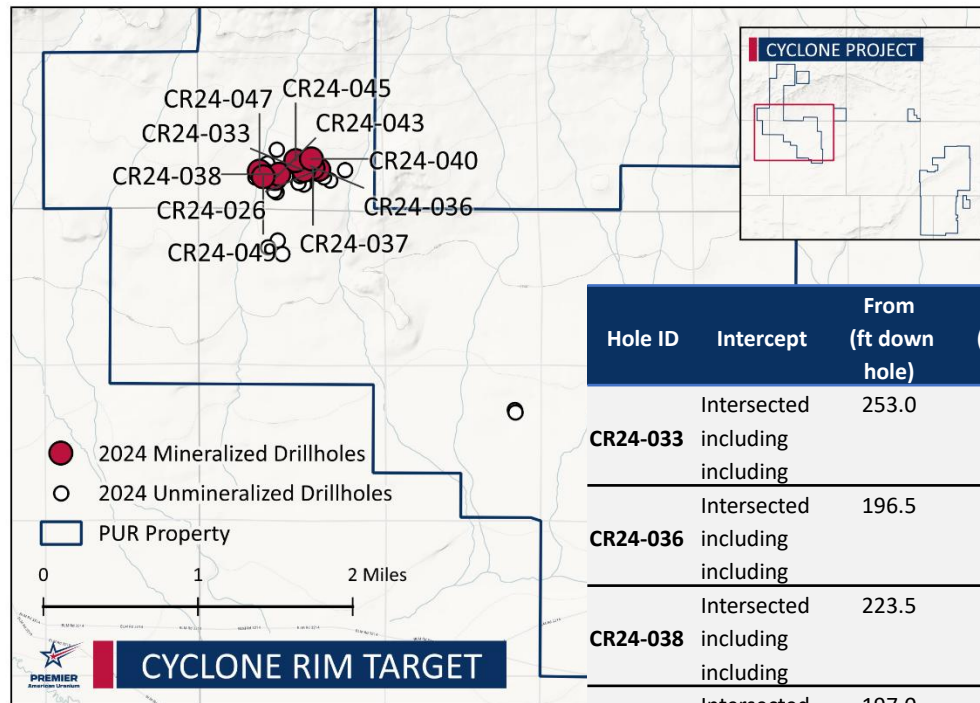 CYCLONE PROJECT
CR24-047
CR24-045
CR24-033
CR24-043
CR24-040
CR24-038
CR24-036
CR24-026
CR24-037
CR24-049
2024 Mineralized Drillholes
2024 Unmineralized Drillholes
PUR Property
0 1 2 Miles
PREMIER
American Uranium
CYCLONE RIM TARGET
Hole ID Intercept From
(ft down
hole)
(
CR24-033 Intersected 253.0
including
including
CR24-036 Intersected 196.5
including
including
CR24-038 Intersected 223.5
including
including
Intersected 197.0